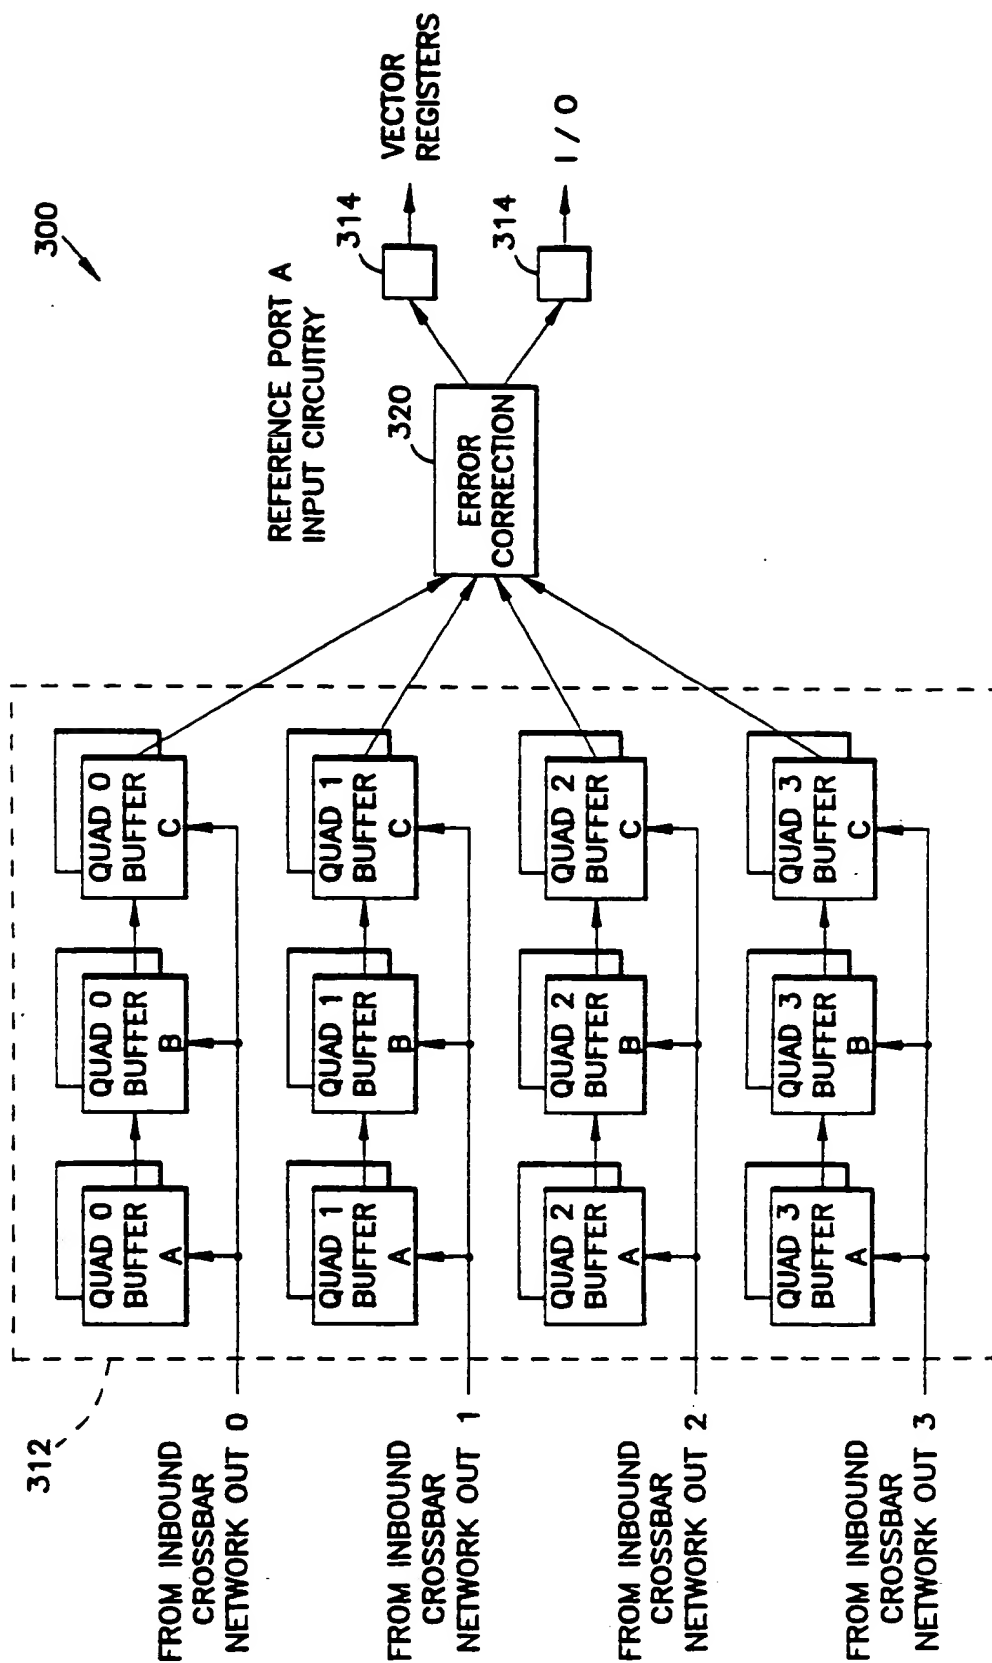 300
REFERENCE PORT A
INPUT CIRCUITRY
312
FROM INBOUND
CROSSBAR
NETWORK OUT 0
QUAD 0
BUFFER
A
QUAD 0
BUFFER
B
QUAD 0
BUFFER
C
FROM INBOUND
CROSSBAR
NETWORK OUT 1
QUAD 1
BUFFER
A
QUAD 1
BUFFER
B
QUAD 1
BUFFER
C
FROM INBOUND
CROSSBAR
NETWORK OUT 2
QUAD 2
BUFFER
A
QUAD 2
BUFFER
B
QUAD 2
BUFFER
C
FROM INBOUND
CROSSBAR
NETWORK OUT 3
QUAD 3
BUFFER
A
QUAD 3
BUFFER
B
QUAD 3
BUFFER
C
320
ERROR
CORRECTION
314
VECTOR
REGISTERS
314
I / O